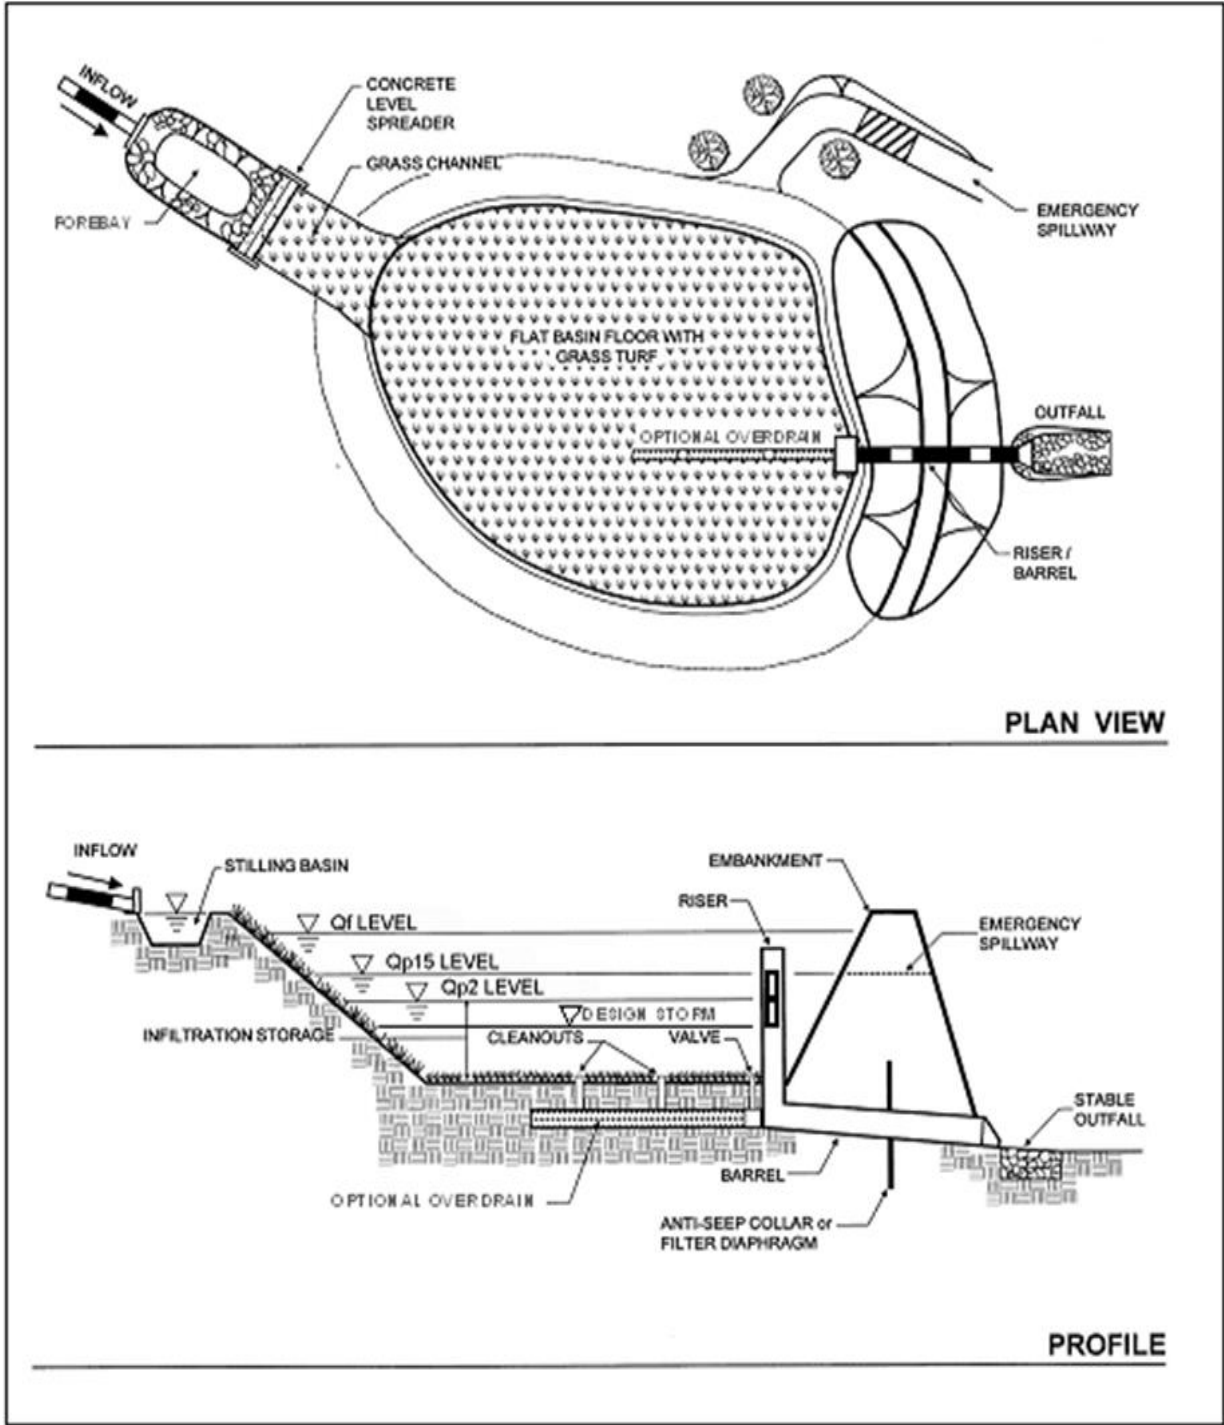 INFLOW
CONCRETE
LEVEL
SPREADER
GRASS CHANNEL
FOREBAY
EMERGENCY
SPILLWAY
FLAT BASIN FLOOR WITH
GRASS TURF
OPTIONAL OVERDRAIN
OUTFALL
RISER /
BARREL
PLAN VIEW
INFLOW
STILLING BASIN
EMBANKMENT
RISER
Qf LEVEL
EMERGENCY
SPILLWAY
Qp15 LEVEL
Qp2 LEVEL
DESIGN STORM
INFILTRATION STORAGE
CLEANOUTS
VALVE
STABLE
OUTFALL
BARREL
OPTIONAL OVERDRAIN
ANTI-SEEP COLLAR or
FILTER DIAPHRAGM
PROFILE